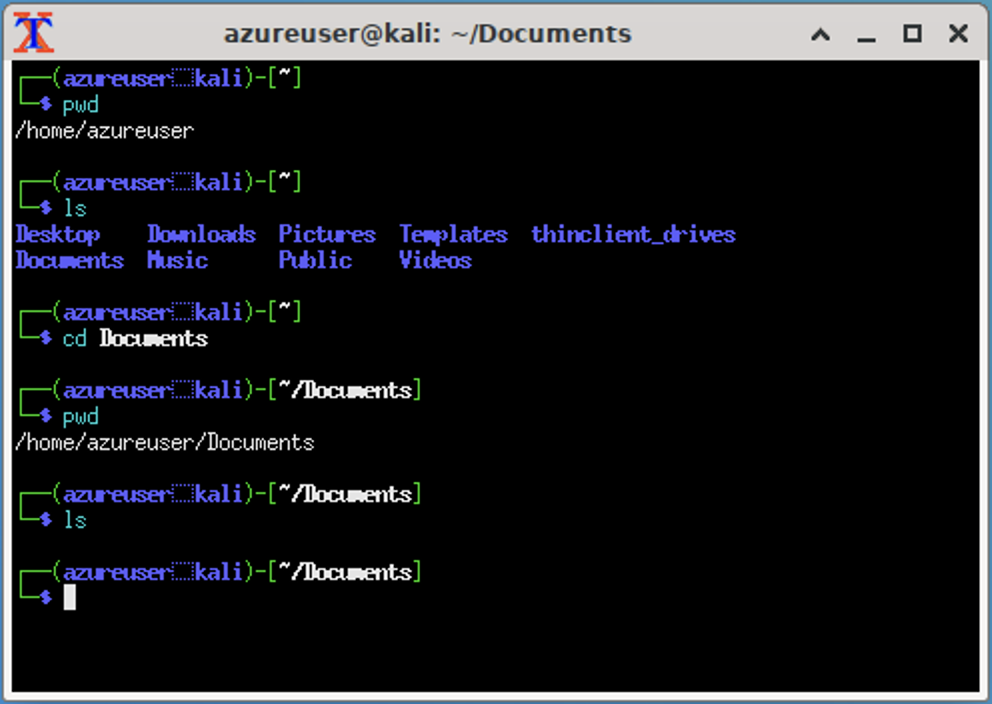 azureuser@kali: ~/Documents
┌──(azureuser㉿kali)-[~]
└─$ pwd
/home/azureuser
┌──(azureuser㉿kali)-[~]
└─$ ls
Desktop Downloads Pictures Templates thinclient_drives
Documents Music Public Videos
┌──(azureuser㉿kali)-[~]
└─$ cd Documents
┌──(azureuser㉿kali)-[~/Documents]
└─$ pwd
/home/azureuser/Documents
┌──(azureuser㉿kali)-[~/Documents]
└─$ ls
┌──(azureuser㉿kali)-[~/Documents]
└─$